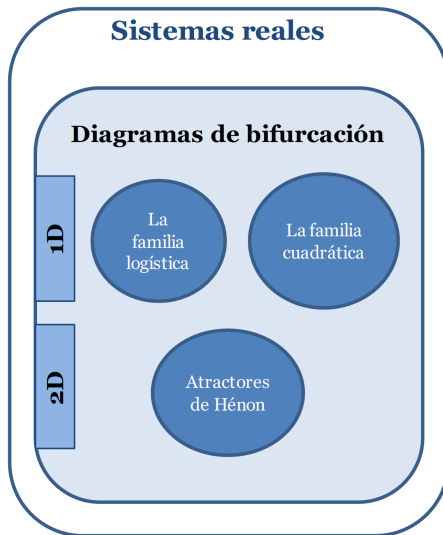 Sistemas reales
Diagramas de bifurcación
1D
La
familia
logística
La familia
cuadrática
2D
Atractores
de Hénon